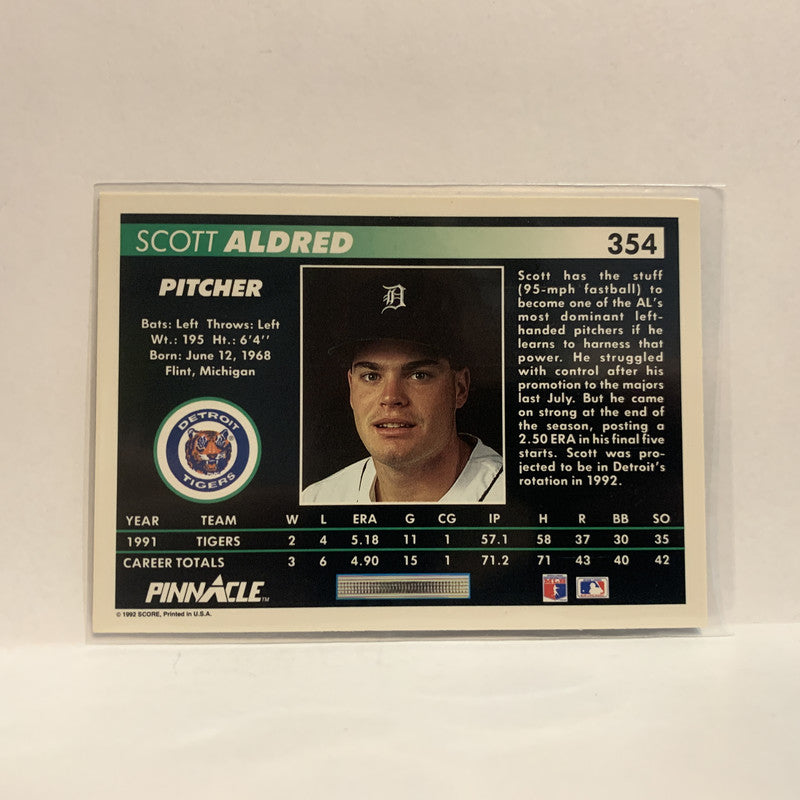 SCOTT ALDRED 354
PITCHER
Bats: Left Throws: Left
Wt.: 195 Ht.: 6'4''
Born: June 12, 1968
Flint, Michigan
DETROIT
TIGERS
D
Scott has the stuff
(95-mph fastball) to
become one of the AL's
most dominant left-
handed pitchers if he
learns to harness that
power. He struggled
with control after his
promotion to the majors
last July. But he came
on strong at the end of
the season, posting a
2.50 ERA in his final five
starts. Scott was pro-
jected to be in Detroit's
rotation in 1992.
YEAR TEAM W L ERA G CG IP H R BB SO
1991 TIGERS 2 4 5.18 11 1 57.1 58 37 30 35
CAREER TOTALS 3 6 4.90 15 1 71.2 71 43 40 42
PINNACLE™
© 1992 SCORE, Printed in U.S.A.